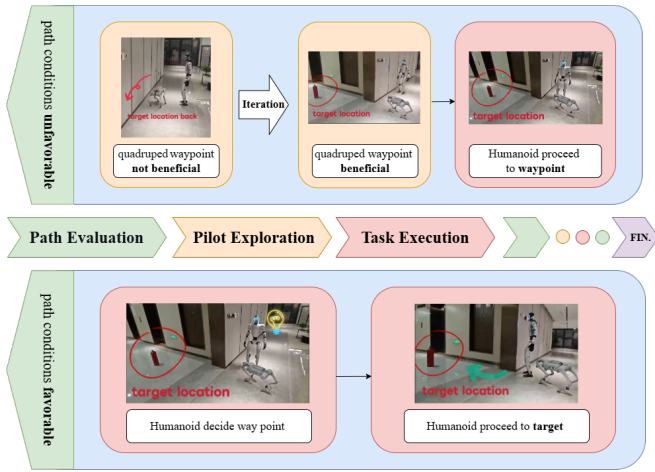 path conditions unfavorable
target location back
quadruped waypoint
not beneficial
Iteration
target location
quadruped waypoint
beneficial
target location
Humanoid proceed
to waypoint
Path Evaluation
Pilot Exploration
Task Execution
FIN.
path conditions favorable
target location
Humanoid decide way point
target location
Humanoid proceed to target